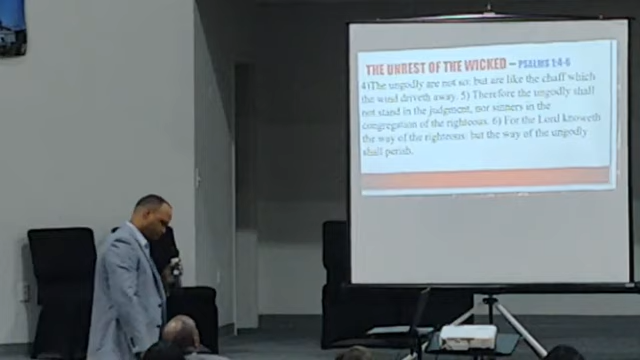 THE UNREST OF THE WICKED – PSALMS 1:4-6
4)The ungodly are not so: but are like the chaff which
the wind driveth away. 5) Therefore the ungodly shall
not stand in the judgment, nor sinners in the
congregation of the righteous. 6) For the Lord knoweth
the way of the righteous: but the way of the ungodly
shall perish.